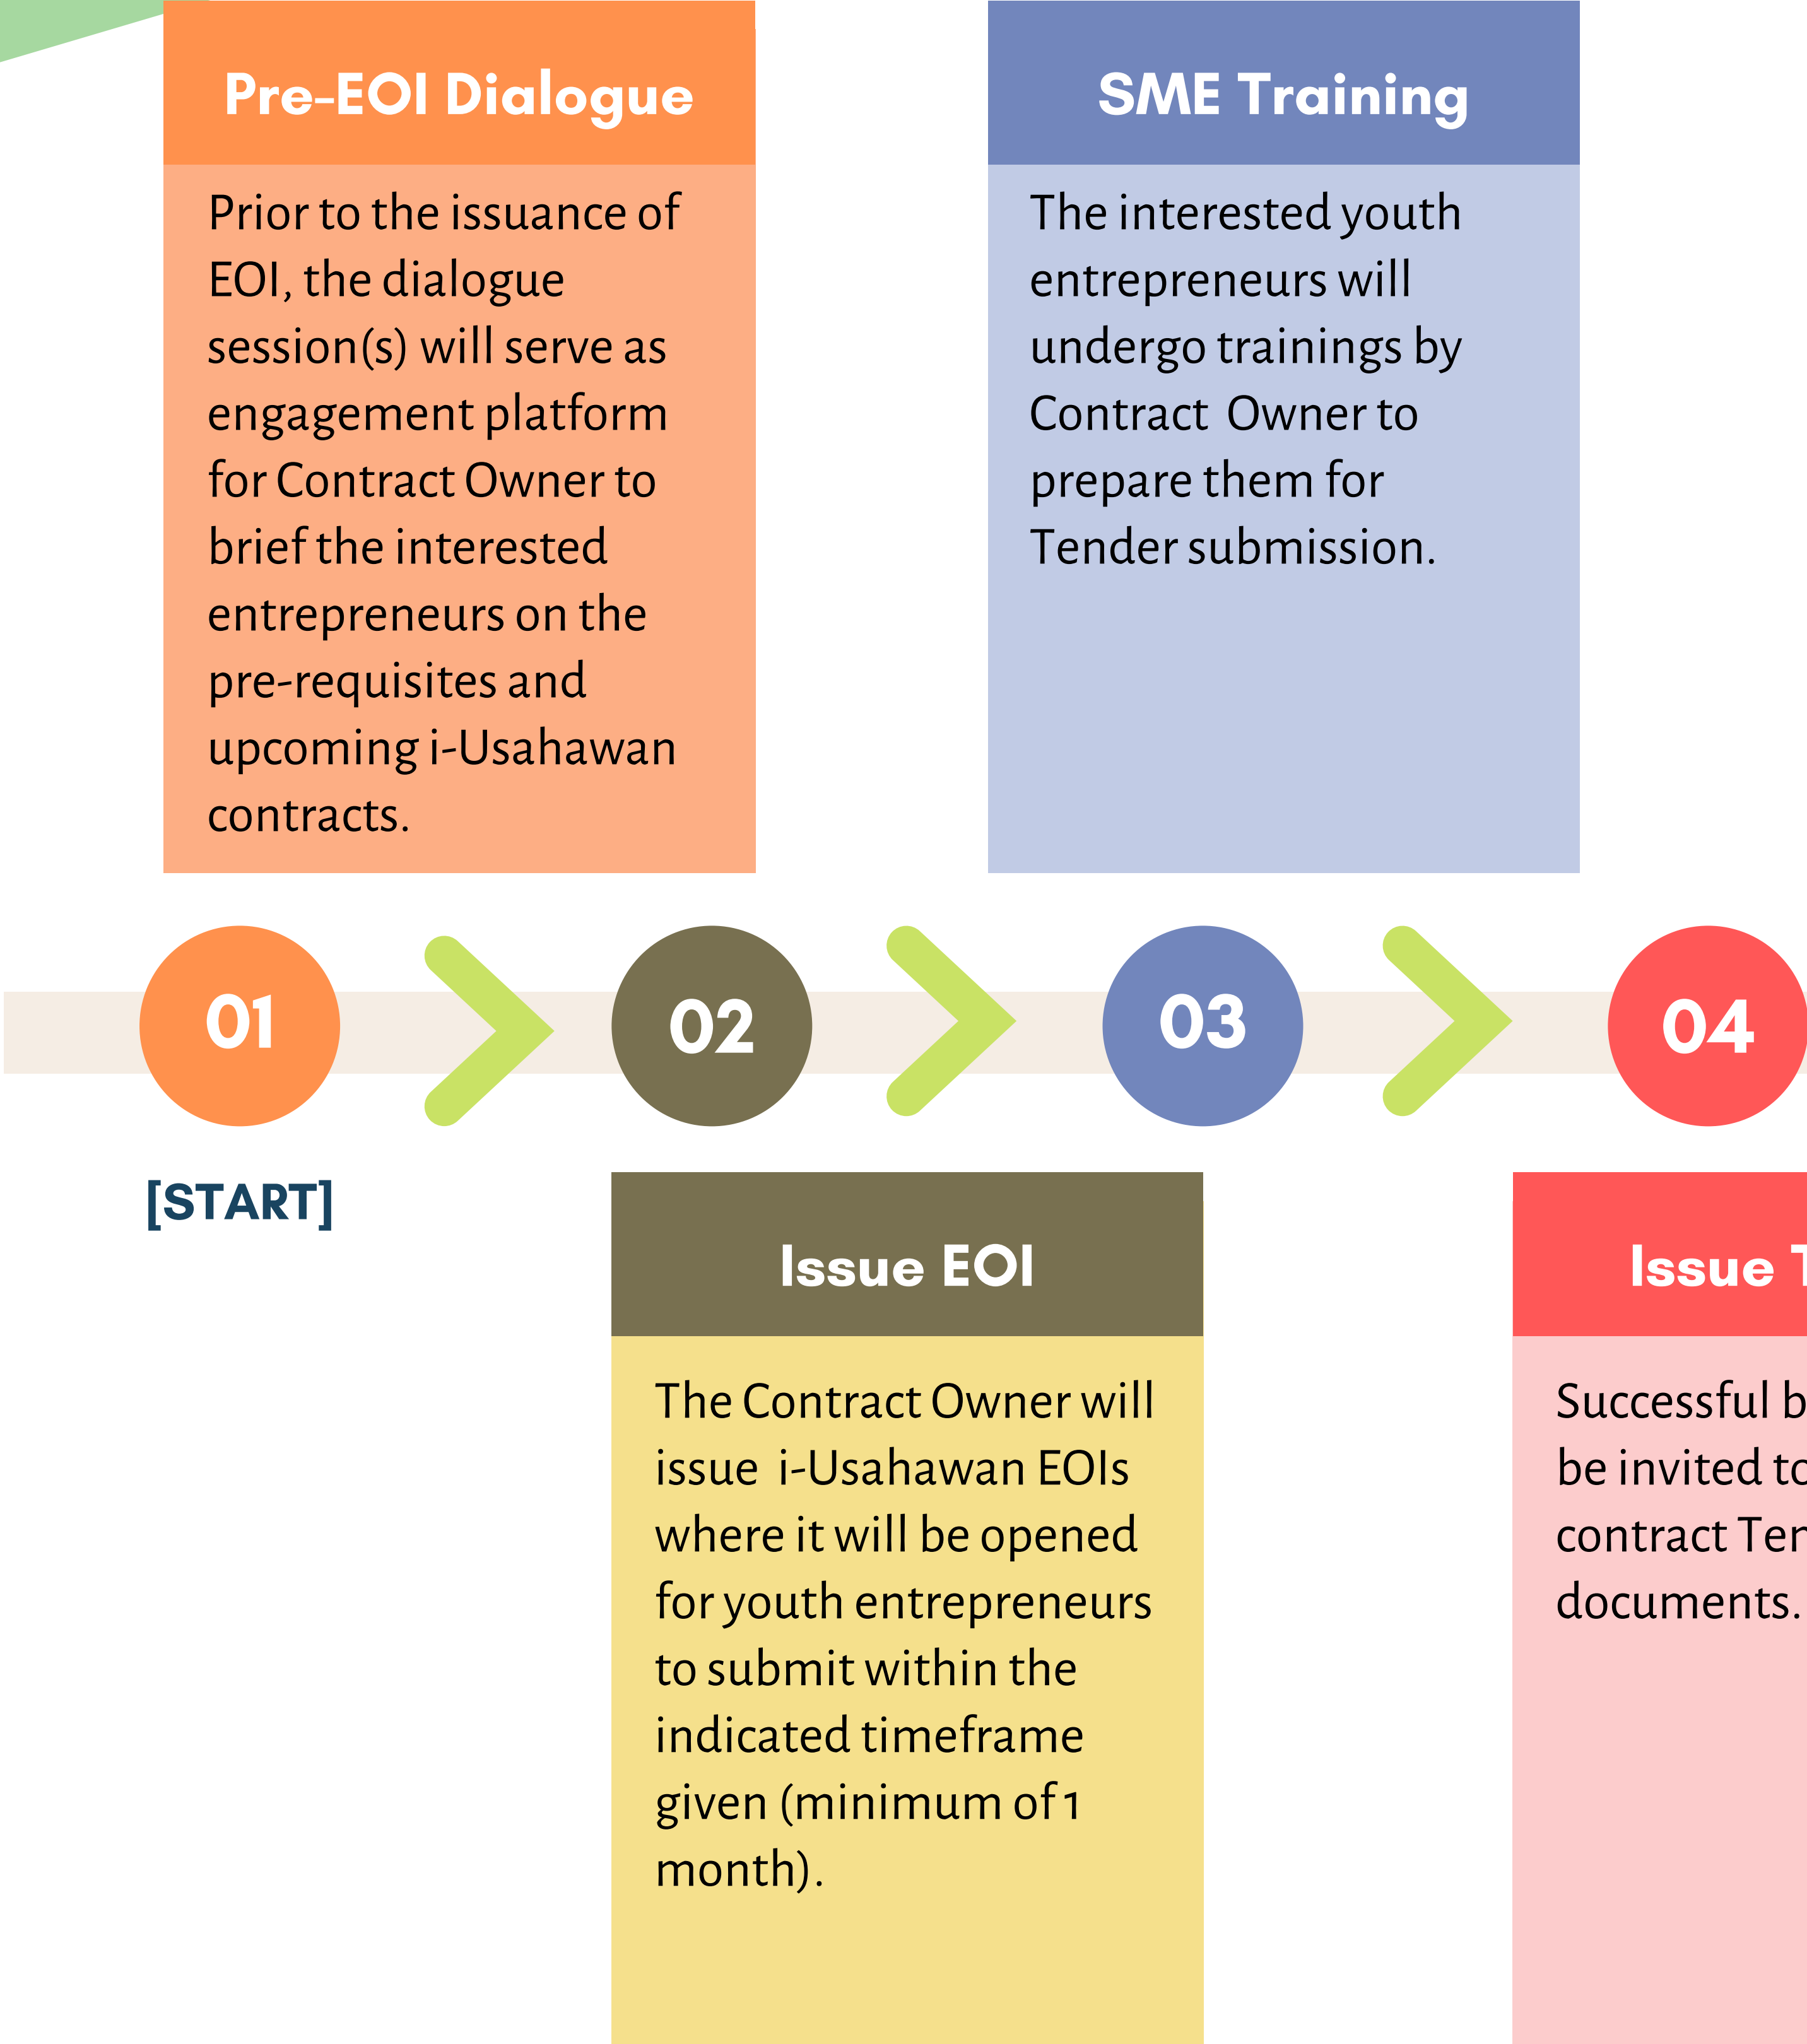 Pre-EOI Dialogue
Prior to the issuance of
EOI, the dialogue
session(s) will serve as
engagement platform
for Contract Owner to
brief the interested
entrepreneurs on the
pre-requisites and
upcoming i-Usahawan
contracts.
SME Training
The interested youth
entrepreneurs will
undergo trainings by
Contract Owner to
prepare them for
Tender submission.
01
02
03
04
[START]
Issue EOI
The Contract Owner will
issue i-Usahawan EOIs
where it will be opened
for youth entrepreneurs
to submit within the
indicated timeframe
given (minimum of 1
month).
Issue
Successful
be invited to
contract
documents.